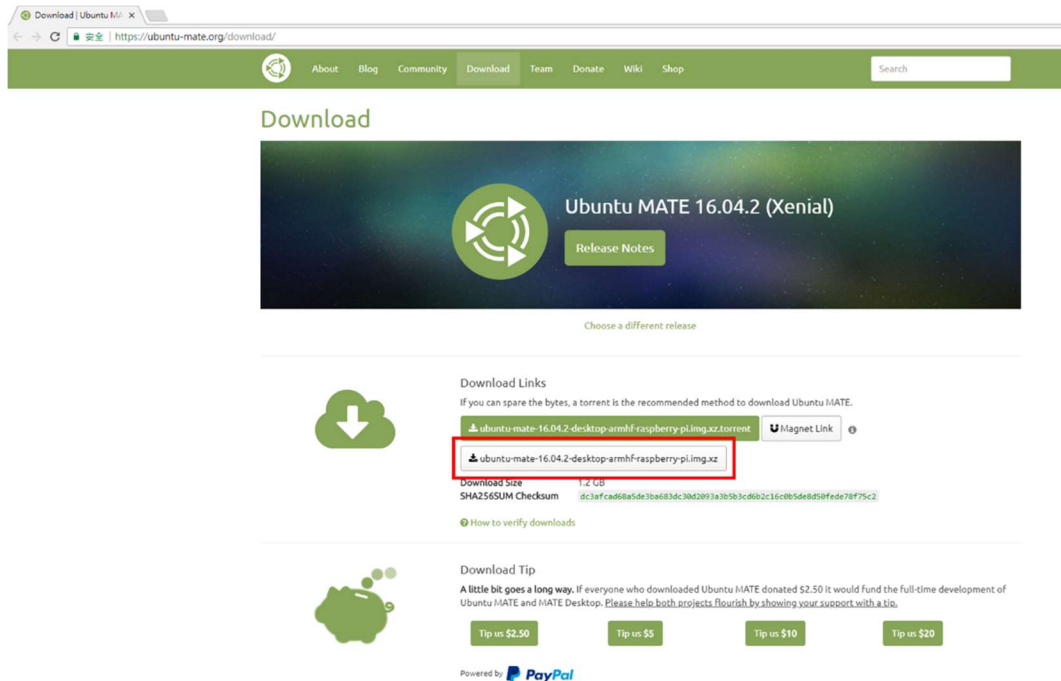 Download | Ubuntu MA
安全 | https://ubuntu-mate.org/download/
About Blog Community Download Team Donate Wiki Shop Search
Download
Ubuntu MATE 16.04.2 (Xenial)
Release Notes
Choose a different release
Download Links
If you can spare the bytes, a torrent is the recommended method to download Ubuntu MATE.
ubuntu-mate-16.04.2-desktop-armhf-raspberry-pi.img.xz.torrent Magnet Link
ubuntu-mate-16.04.2-desktop-armhf-raspberry-pi.img.xz
Download Size 1.2 GB
SHA256SUM Checksum dc3afcad68a5de3ba683dc30d2093a3b5b3cd6b2c16c0b5de8d50fede78f75c2
How to verify downloads
Download Tip
A little bit goes a long way. If everyone who downloaded Ubuntu MATE donated $2.50 it would fund the full-time development of
Ubuntu MATE and MATE Desktop. Please help both projects flourish by showing your support with a tip.
Tip us $2.50 Tip us $5 Tip us $10 Tip us $20
Powered by PayPal